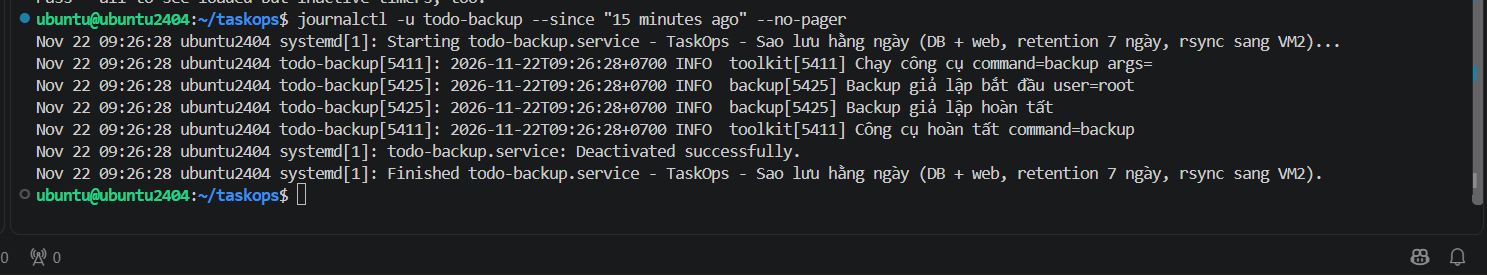 ubuntu@ubuntu2404:~/taskops$ journalctl -u todo-backup --since "15 minutes ago" --no-pager
Nov 22 09:26:28 ubuntu2404 systemd[1]: Starting todo-backup.service - TaskOps - Sao lưu hằng ngày (DB + web, retention 7 ngày, rsync sang VM2)...
Nov 22 09:26:28 ubuntu2404 todo-backup[5411]: 2026-11-22T09:26:28+0700 INFO  toolkit[5411] Chạy công cụ command=backup args=
Nov 22 09:26:28 ubuntu2404 todo-backup[5425]: 2026-11-22T09:26:28+0700 INFO  backup[5425] Backup giả lập bắt đầu user=root
Nov 22 09:26:28 ubuntu2404 todo-backup[5425]: 2026-11-22T09:26:28+0700 INFO  backup[5425] Backup giả lập hoàn tất
Nov 22 09:26:28 ubuntu2404 todo-backup[5411]: 2026-11-22T09:26:28+0700 INFO  toolkit[5411] Công cụ hoàn tất command=backup
Nov 22 09:26:28 ubuntu2404 systemd[1]: todo-backup.service: Deactivated successfully.
Nov 22 09:26:28 ubuntu2404 systemd[1]: Finished todo-backup.service - TaskOps - Sao lưu hằng ngày (DB + web, retention 7 ngày, rsync sang VM2).
ubuntu@ubuntu2404:~/taskops$
0 0